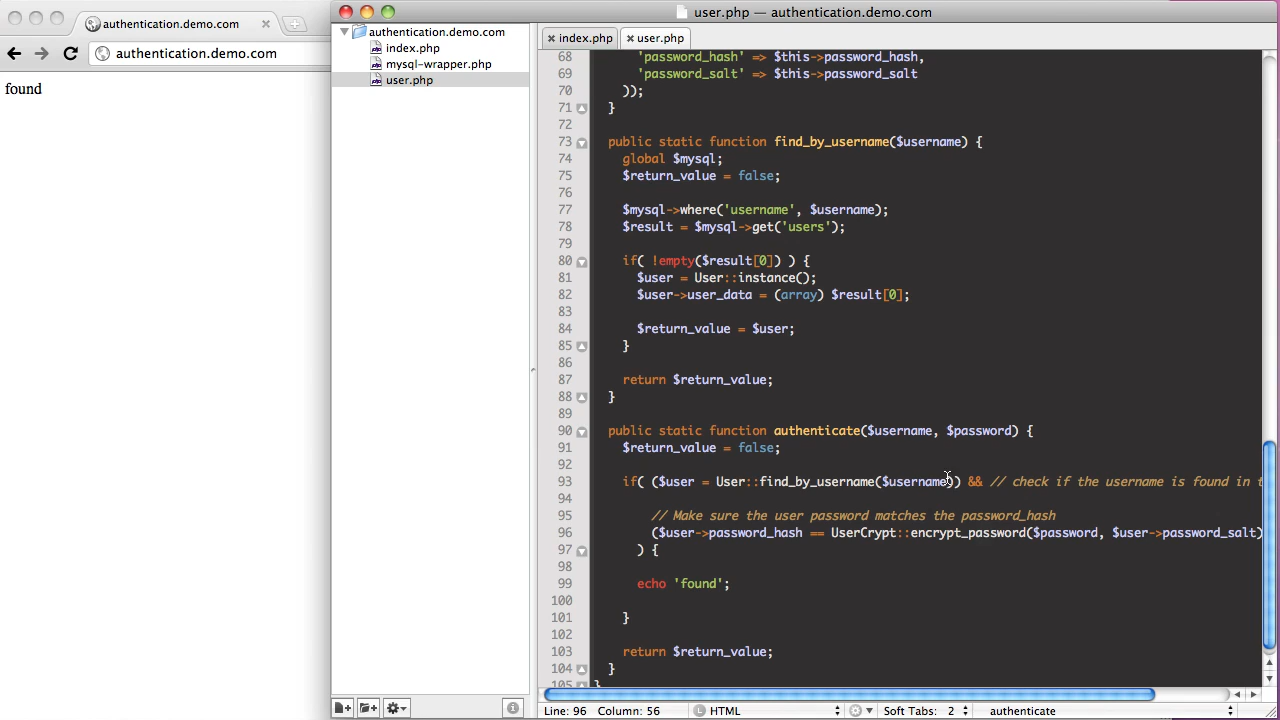 authentication.demo.com
authentication.demo.com
found
user.php — authentication.demo.com
authentication.demo.com
index.php
mysql-wrapper.php
user.php
index.php
user.php
68 'password_hash' => $this->password_hash,
69 'password_salt' => $this->password_salt
70 ));
71 }
72
73 public static function find_by_username($username) {
74 global $mysql;
75 $return_value = false;
76
77 $mysql->where('username', $username);
78 $result = $mysql->get('users');
79
80 if( !empty($result[0]) ) {
81 $user = User::instance();
82 $user->user_data = (array) $result[0];
83
84 $return_value = $user;
85 }
86
87 return $return_value;
88 }
89
90 public static function authenticate($username, $password) {
91 $return_value = false;
92
93 if( ($user = User::find_by_username($username)) && // check if the username is found in t
94
95 // Make sure the user password matches the password_hash
96 ($user->password_hash == UserCrypt::encrypt_password($password, $user->password_salt)
97 ) {
98
99 echo 'found';
100
101 }
102
103 return $return_value;
104 }
105 }
Line: 96 Column: 56
L HTML
Soft Tabs: 2
authenticate